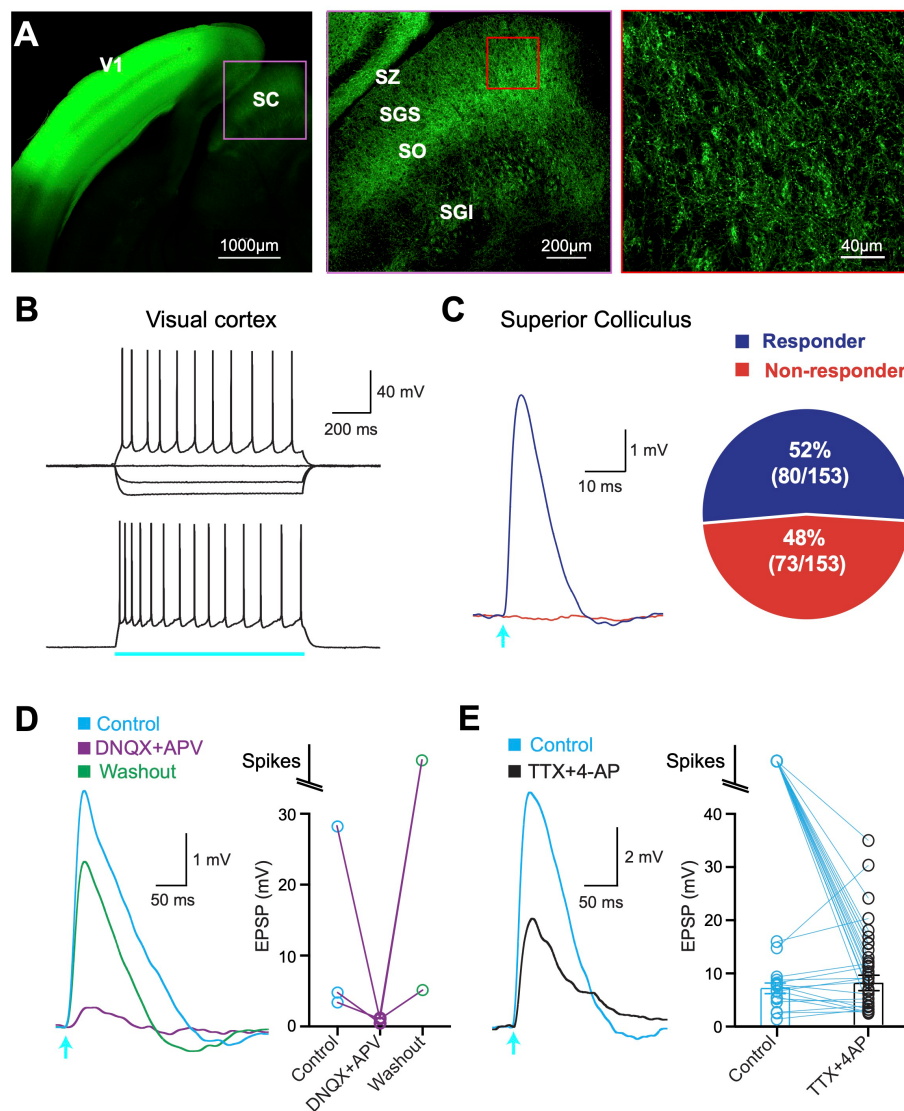 A
V1
SC
1000µm
SZ
SGS
SO
SGI
200µm
40µm
B
Visual cortex
40 mV
200 ms
C
Superior Colliculus
Responder
Non-responder
1 mV
10 ms
52%
(80/153)
48%
(73/153)
D
Control
DNQX+APV
Washout
1 mV
50 ms
Spikes
30
20
10
0
EPSP (mV)
Control
DNQX+APV
Washout
E
Control
TTX+4-AP
2 mV
50 ms
Spikes
40
30
20
10
0
EPSP (mV)
Control
TTX+4AP